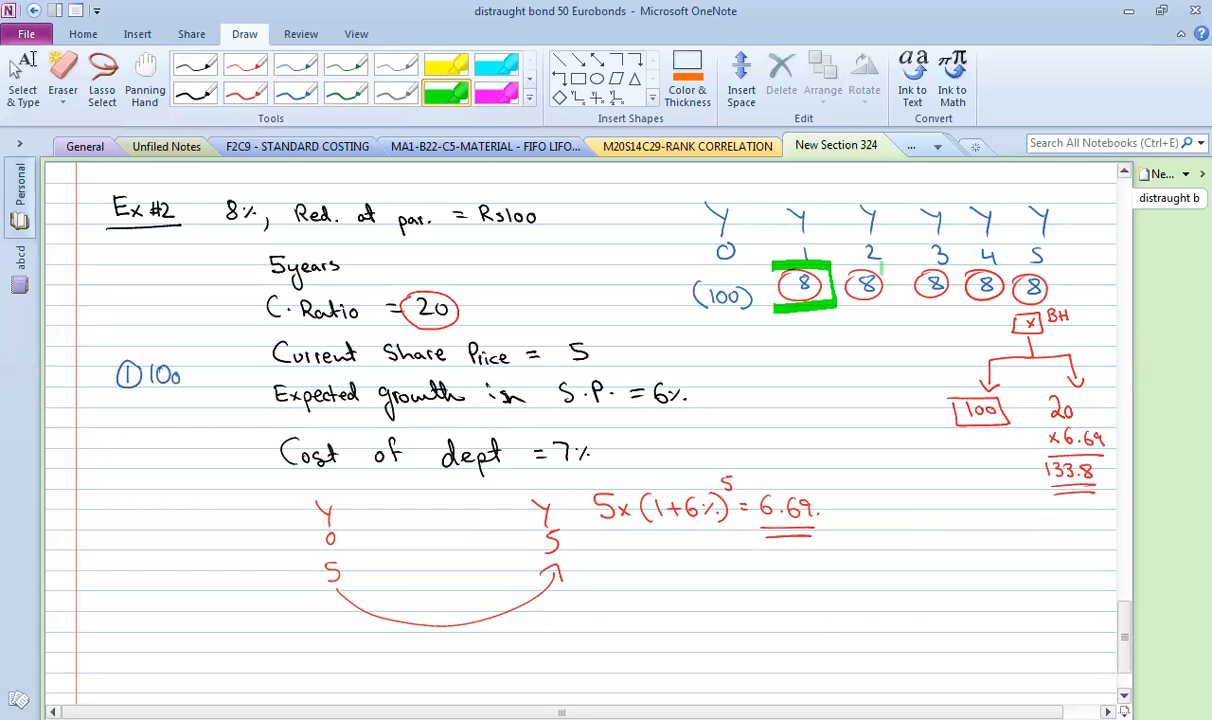 distraught bond 50 Eurobonds - Microsoft OneNote
File Home Insert Share Draw Review View
Select & Type
Eraser
Lasso Select
Panning Hand
Color & Thickness
Insert Space
Delete
Arrange
Rotate
Ink to Text
Ink to Math
Tools
Insert Shapes
Edit
Convert
General Unfiled Notes F2C9 - STANDARD COSTING MA1-B22-C5-MATERIAL - FIFO LIFO... M20S14C29-RANK CORRELATION New Section 324 ... Search All Notebooks (Ctrl+E)
Personal
abcd
Ne...
distraught b
Ex #2 8%, Red. at par. = Rs100
5years
C. Ratio = 20
Current Share Price = 5
Expected growth in S.P. = 6%.
Cost of dept = 7%
① 100
Y Y Y Y Y Y
0 1 2 3 4 5
(100) 8 8 8 8 8
x BH
100 20
x6.69
133.8
Y Y 5x(1+6%)^5 = 6.69.
0 5
5